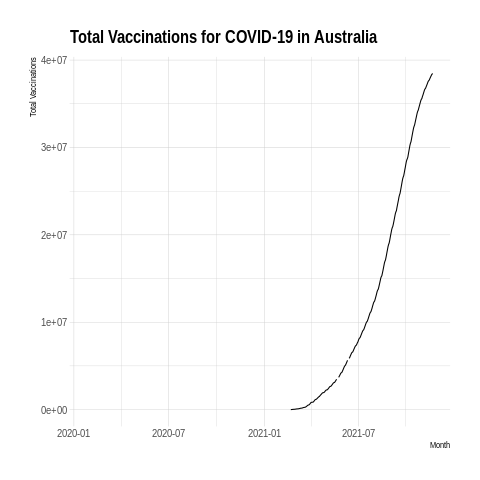 Total Vaccinations for COVID-19 in Australia
Total Vaccinations
4e+07
3e+07
2e+07
1e+07
0e+00
2020-01 2020-07 2021-01 2021-07
Month